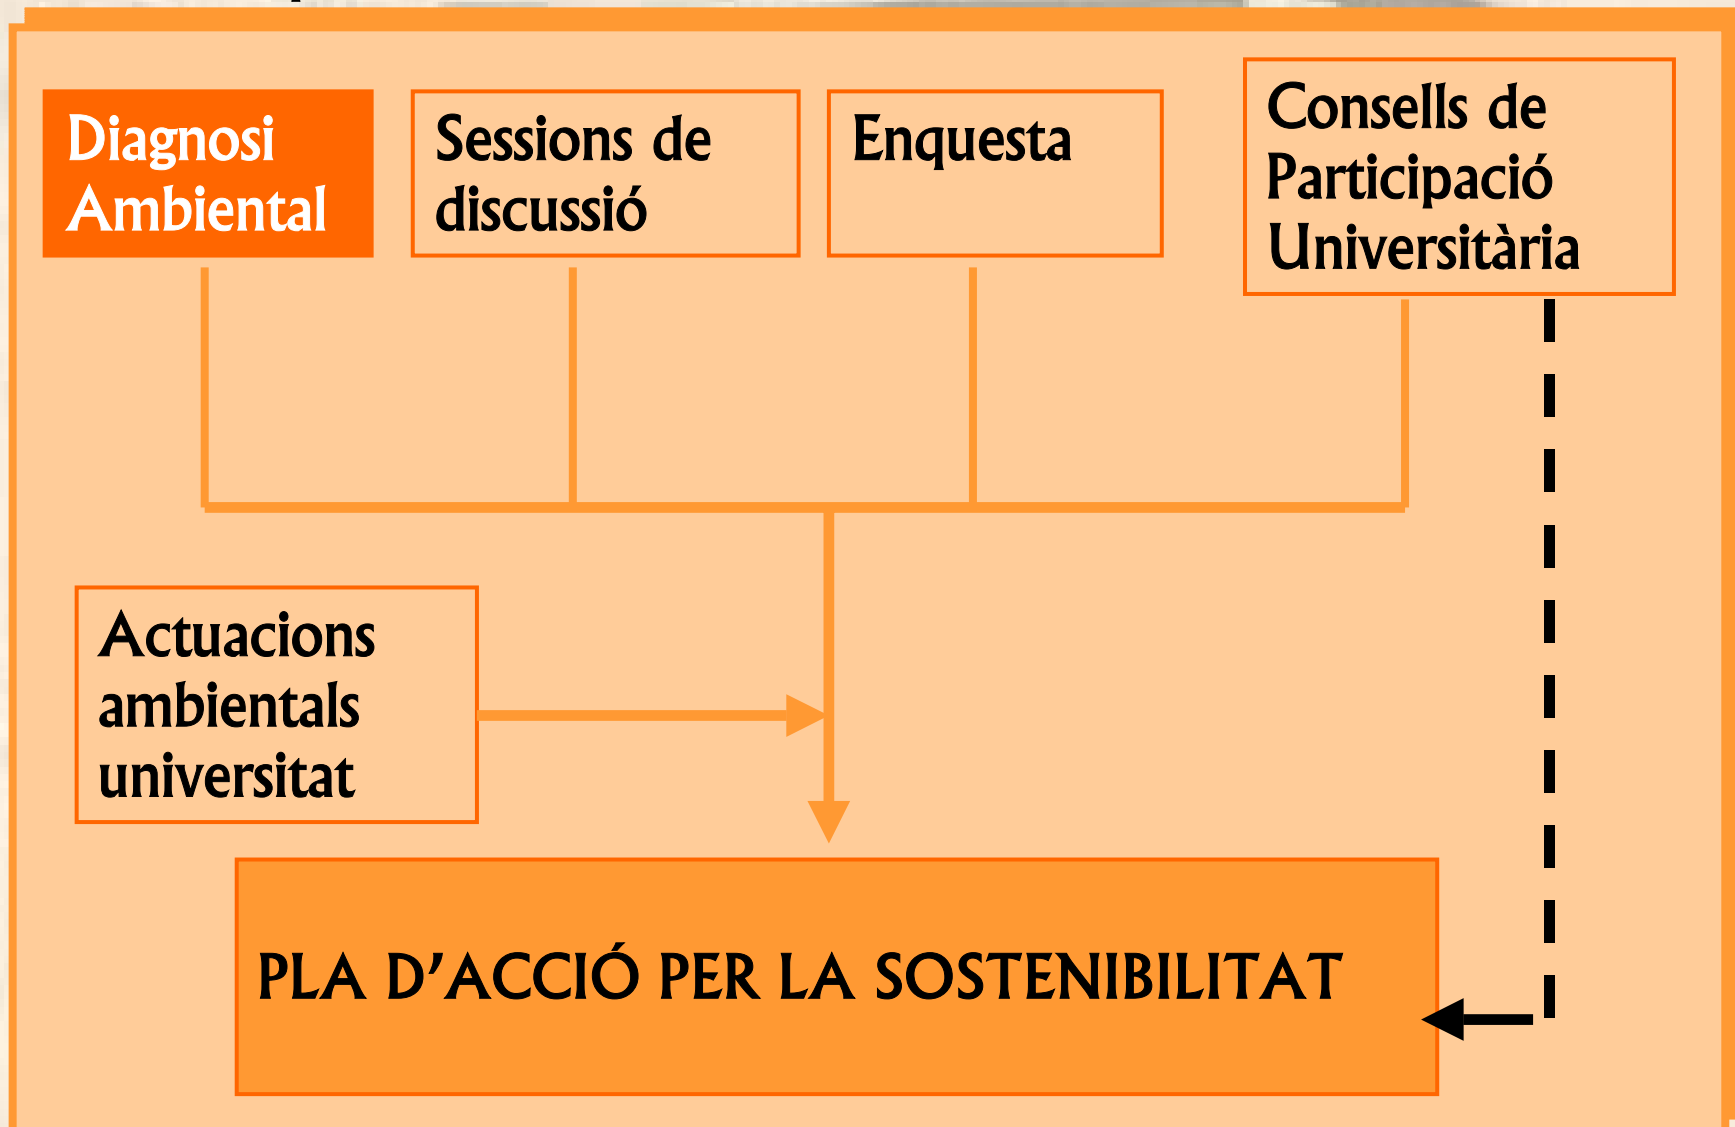 Diagnosi
Ambiental
Sessions de
discussió
Enquesta
Consells de
Participació
Universitària
Actuacions
ambientals
universitat
PLA D’ACCIÓ PER LA SOSTENIBILITAT